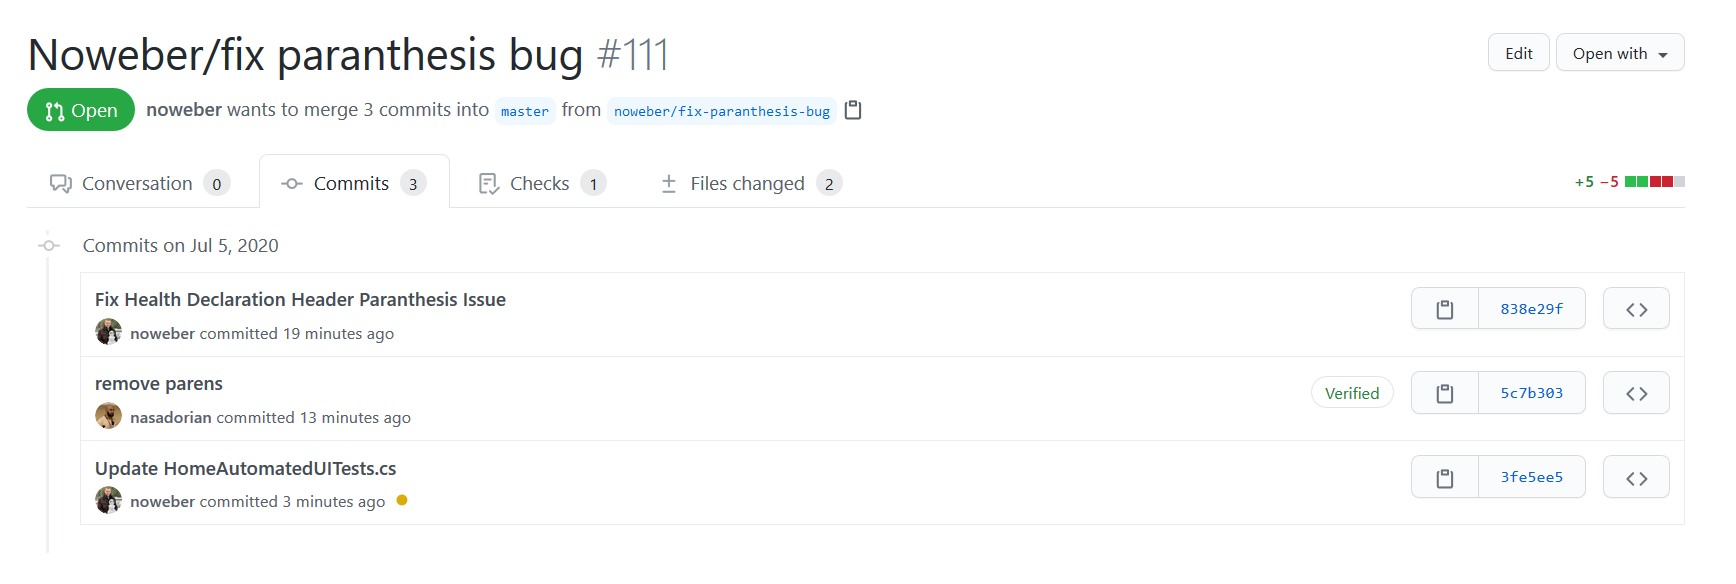 Noweber/fix paranthesis bug #111
Edit
Open with
Open
noweber wants to merge 3 commits into master from noweber/fix-paranthesis-bug
Conversation 0
Commits 3
Checks 1
Files changed 2
+5 −5
Commits on Jul 5, 2020
Fix Health Declaration Header Paranthesis Issue
noweber committed 19 minutes ago
838e29f
remove parens
nasadorian committed 13 minutes ago
Verified
5c7b303
Update HomeAutomatedUITests.cs
noweber committed 3 minutes ago
3fe5ee5